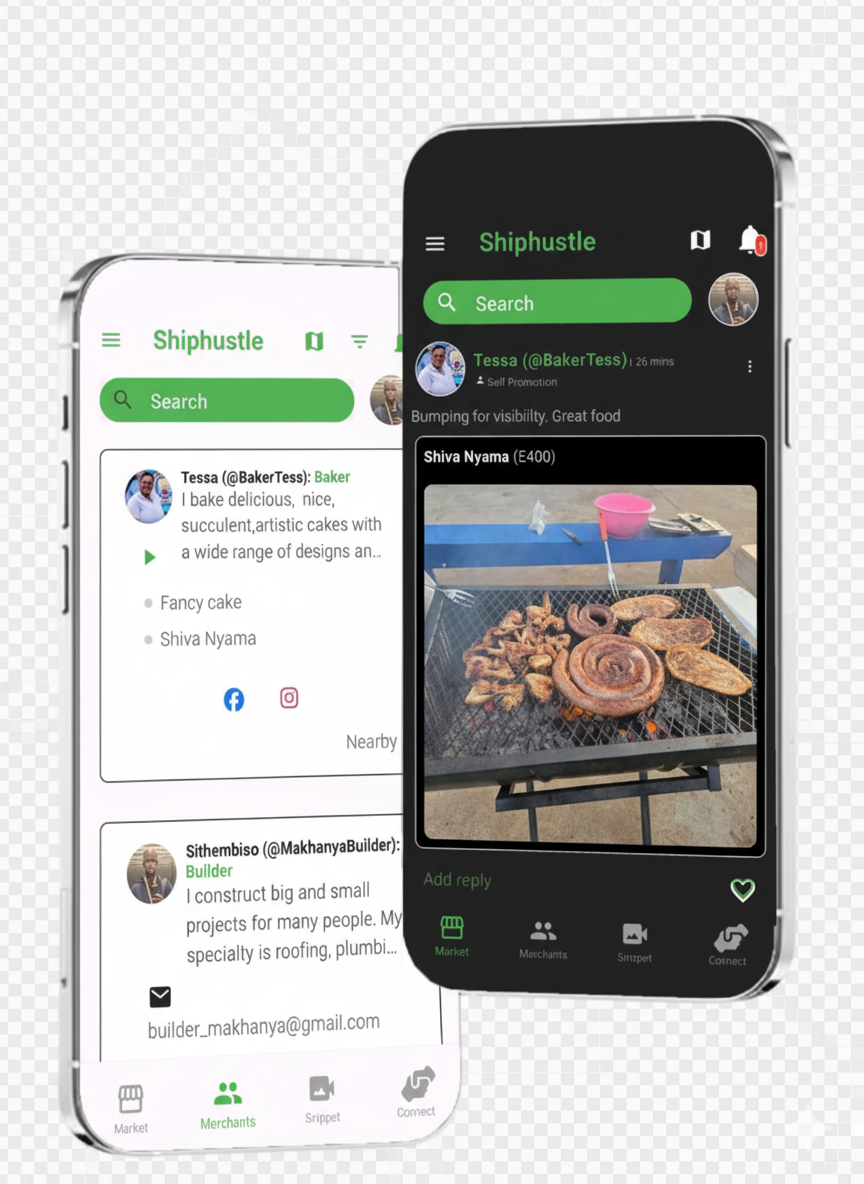 Shiphustle
Search
Tessa (@BakerTess): Baker
I bake delicious, nice,
succulent,artistic cakes with
a wide range of designs an...
Fancy cake
Shiva Nyama
Nearby
Sithembiso (@MakhanyaBuilder):
Builder
I construct big and small
projects for many people. My
specialty is roofing, plumbi...
builder_makhanya@gmail.com
Market
Merchants
Snippet
Connect
Shiphustle
Search
Tessa (@BakerTess) | 26 mins
Self Promotion
Bumping for visibiilty. Great food
Shiva Nyama (E400)
Add reply
Market
Merchants
Snippet
Connect